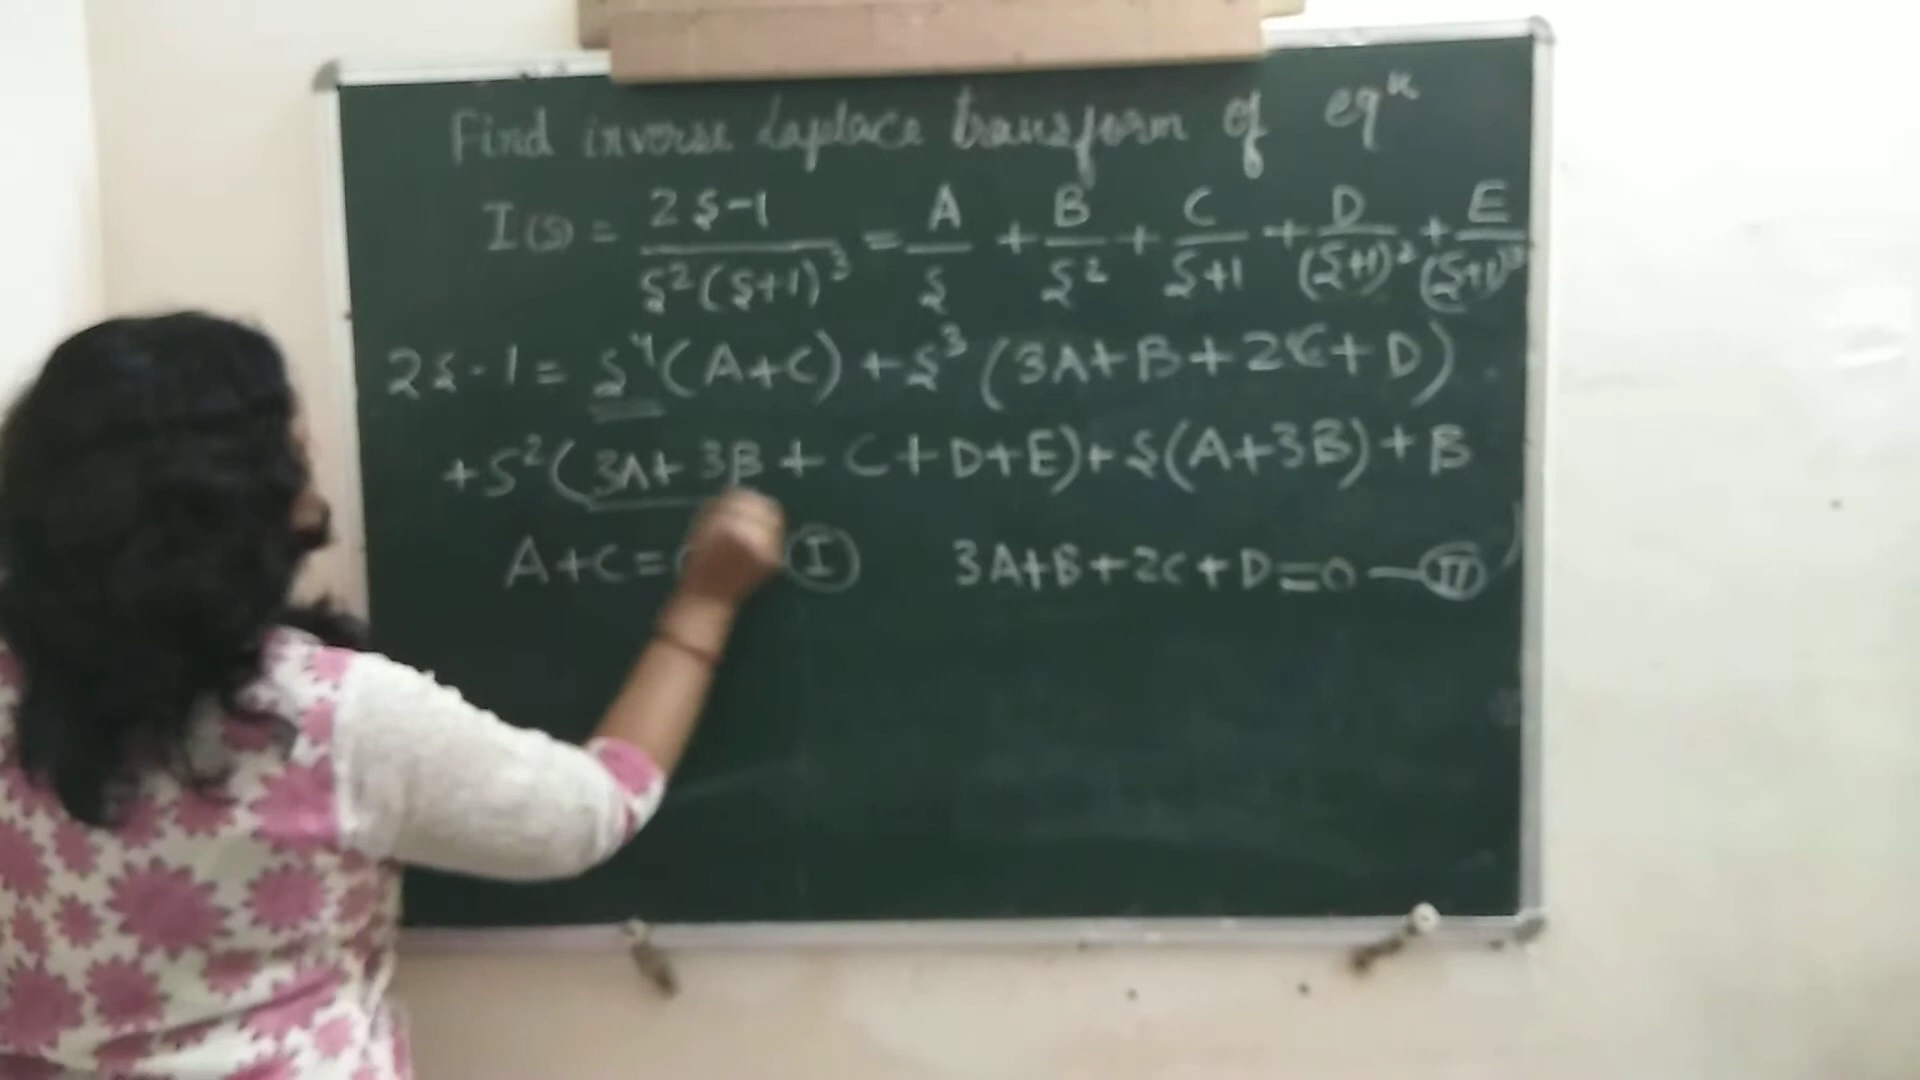 Find inverse Laplace transform of eqⁿ
I(s) = 2s-1 / s²(s+1)³ = A/s + B/s² + C/s+1 + D/(s+1)² + E/(s+1)³
2s-1 = s⁴(A+C) + s³(3A+B+2C+D)
+s²(3A+3B+C+D+E)+s(A+3B)+B
A+C= I 3A+B+2C+D=0 — II